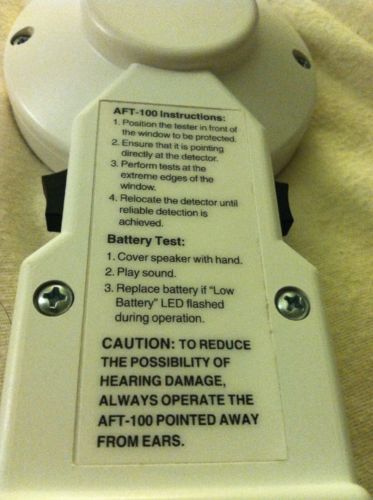 AFT-100 Instructions:
1. Position the tester in front of
the window to be protected.
2. Ensure that it is pointing
directly at the detector.
3. Perform tests at the
extreme edges of the
window.
4. Relocate the detector until
reliable detection is
achieved.
Battery Test:
1. Cover speaker with hand.
2. Play sound.
3. Replace battery if "Low
Battery" LED flashed
during operation.
CAUTION: TO REDUCE
THE POSSIBILITY OF
HEARING DAMAGE,
ALWAYS OPERATE THE
AFT-100 POINTED AWAY
FROM EARS.